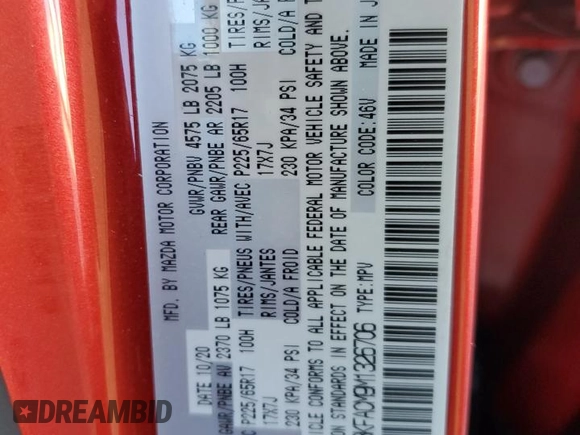 MFD. BY MAZDA MOTOR CORPORATION
DATE 10/20 GVWR/PNBV 4575 LB 2075 KG
GAWR/PNBE AV 2370 LB 1075 KG REAR GAWR/PNBE AR 2205 LB 1000 KG
P225/65R17 100H TIRES/PNEUS WITH/AVEC P225/65R17 100H
17X7J RIMS/JANTES 17X7J RIMS/
230 KPA/34 PSI COLD/A FROID 230 KPA/34 PSI COLD/A
CONFORMS TO ALL APPLICABLE FEDERAL MOTOR VEHICLE SAFETY AND
STANDARDS IN EFFECT ON THE DATE OF MANUFACTURE SHOWN ABOVE.
TYPE:MPV COLOR CODE:46V MADE IN
DREAMBID